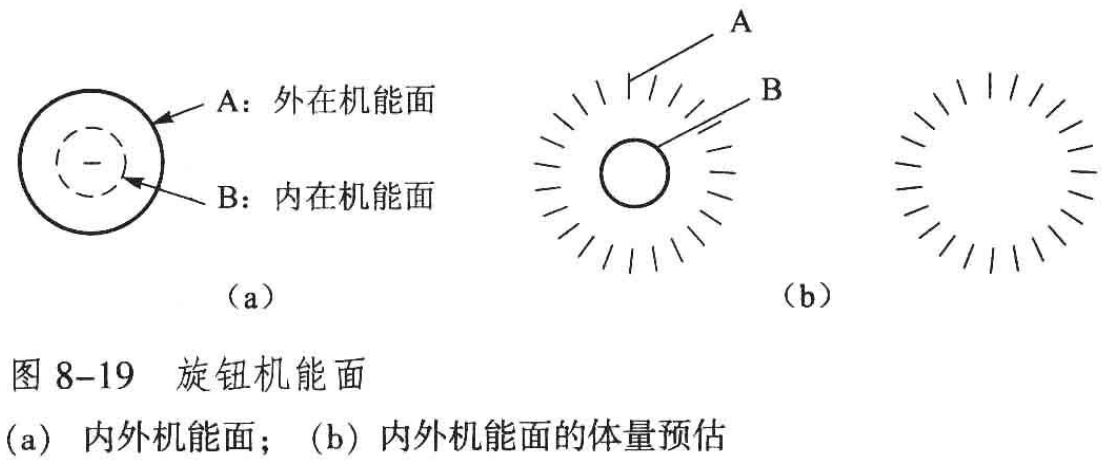 A
B
A：外在机能面
B：内在机能面
(a)
(b)
图 8-19 旋钮机能面
(a) 内外机能面；(b) 内外机能面的体量预估